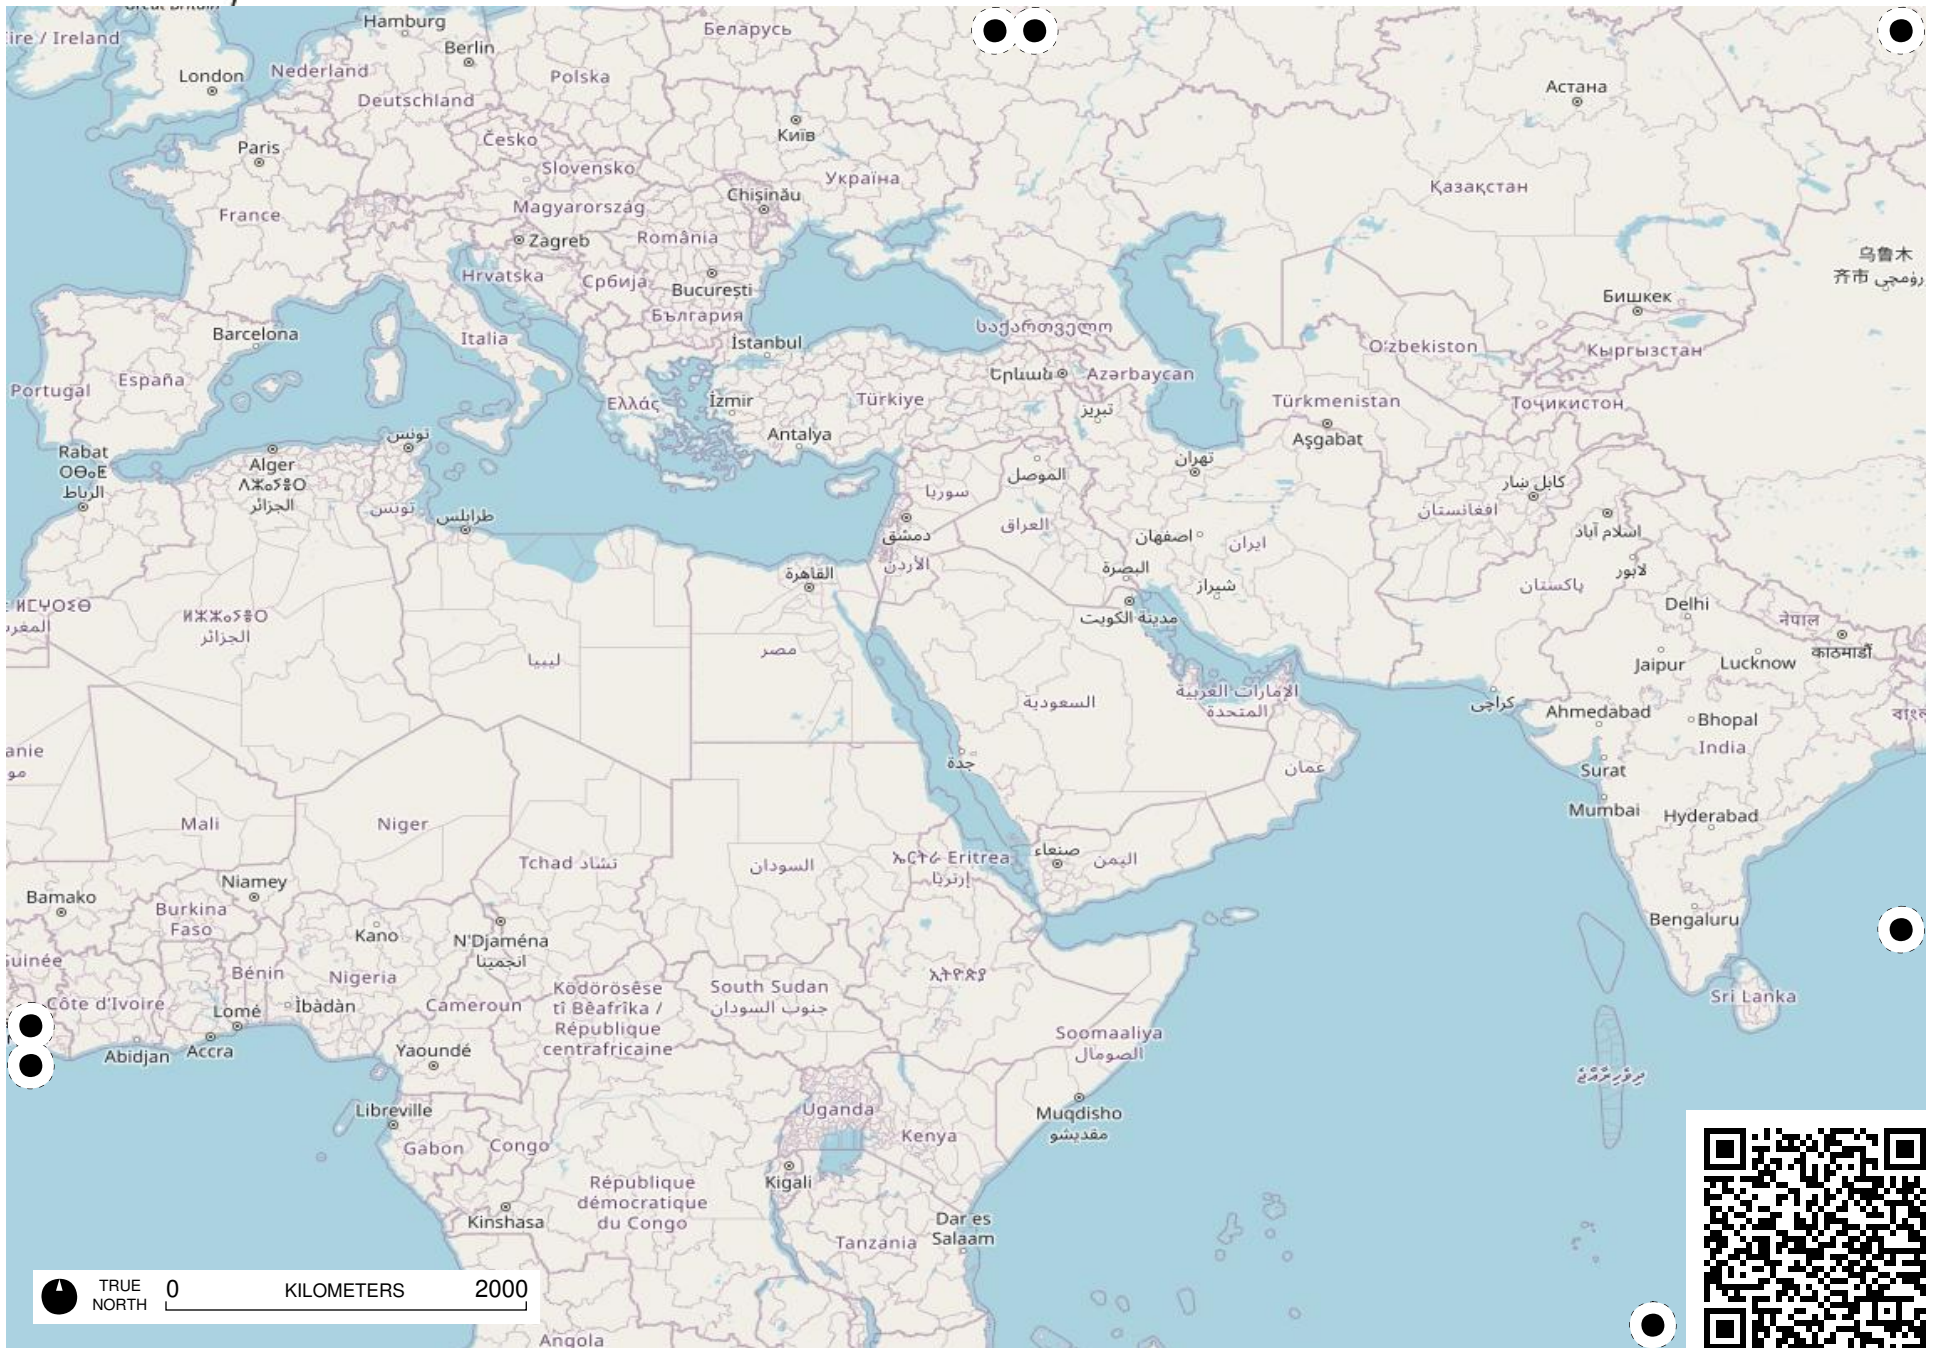 Hamburg
Беларусь
Éire / Ireland
Berlin
London
Nederland
Polska
Астана
Deutschland
Київ
Paris
Česko
Slovensko
Україна
Қазақстан
Chișinău
France
Magyarország
Zagreb
România
乌鲁木
齐市
Hrvatska
Србија
București
Бишкек
България
Barcelona
Italia
İstanbul
საქართველო
O'zbekiston
Кыргызстан
Portugal
España
Երևան
Azərbaycan
Ελλάς
İzmir
Türkiye
تبریز
Türkmenistan
Тоҷикистон
Antalya
Aşgabat
تونس
Rabat
ⵔⴱⴰⵟ
الرباط
Alger
ⴷⵣⴰⵢⴻⵔ
الجزائر
الموصل
تهران
سوريا
کابل ښار
تونس
طرابلس
العراق
افغانستان
دمشق
اصفهان
ایران
اسلام آباد
الأردن
القاهرة
البصرة
شیراز
لاہور
پاکستان
Delhi
الجزائر
مدينة الكويت
नेपाल
काठमाडौँ
ليبيا
مصر
Jaipur
Lucknow
السعودية
الإمارات العربية
المتحدة
کراچی
Ahmedabad
Bhopal
India
جدة
عمان
Surat
Mumbai
Hyderabad
Mali
Niger
Tchad تشاد
السودان
ኤርትራ Eritrea
إرتريا
صنعاء
اليمن
Niamey
Bamako
Burkina
Faso
Kano
N'Djaména
انجمينا
Bengaluru
Bénin
Nigeria
ኢትዮጵያ
Côte d'Ivoire
Lomé
Ìbàdàn
Cameroun
Ködörösêse
tî Bêafrîka /
République
centrafricaine
South Sudan
جنوب السودان
Sri Lanka
Abidjan
Accra
Yaoundé
Soomaaliya
الصومال
ދިވެހިރާއްޖެ
Libreville
Uganda
Muqdisho
مقديشو
Gabon
Congo
Kenya
Kigali
République
démocratique
du Congo
Kinshasa
Dar es
Salaam
Tanzania
TRUE
NORTH
0 KILOMETERS 2000
Angola